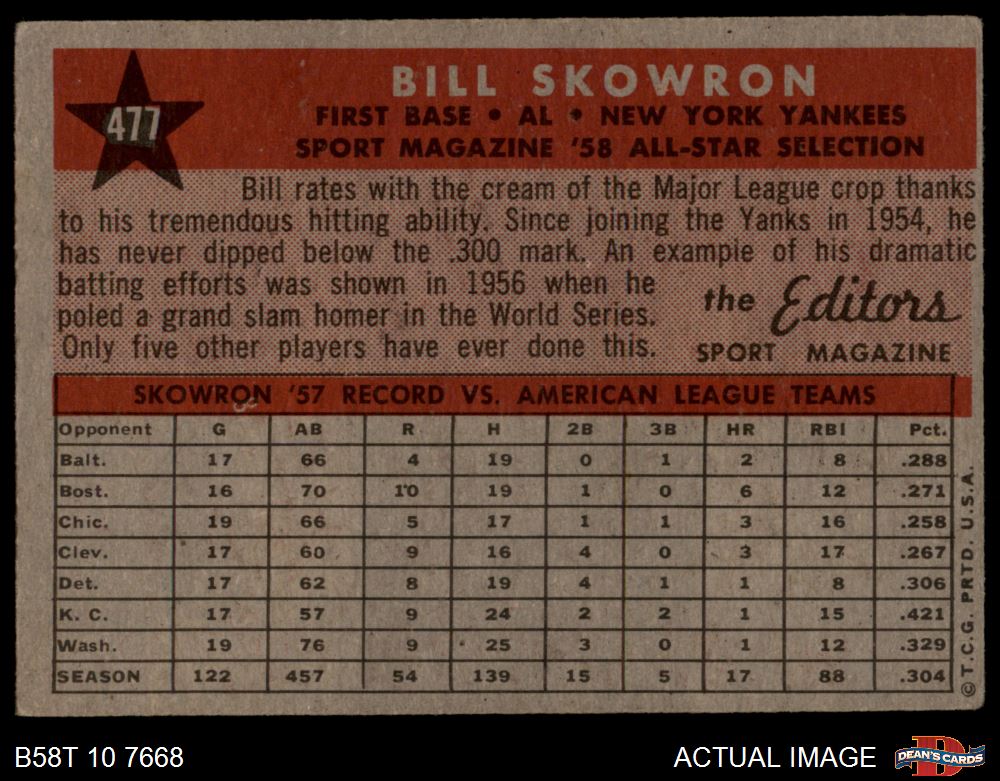 477
BILL SKOWRON
FIRST BASE • AL • NEW YORK YANKEES
SPORT MAGAZINE '58 ALL-STAR SELECTION
Bill rates with the cream of the Major League crop thanks
to his tremendous hitting ability. Since joining the Yanks in 1954, he
has never dipped below the .300 mark. An example of his dramatic
batting efforts was shown in 1956 when he
poled a grand slam homer in the World Series.
Only five other players have ever done this.
the Editors
SPORT MAGAZINE
SKOWRON '57 RECORD VS. AMERICAN LEAGUE TEAMS
Opponent G AB R H 2B 3B HR RBI Pct.
Balt. 17 66 4 19 0 1 2 8 .288
Bost. 16 70 10 19 1 0 6 12 .271
Chic. 19 66 5 17 1 1 3 16 .258
Clev. 17 60 9 16 4 0 3 17 .267
Det. 17 62 8 19 4 1 1 8 .306
K. C. 17 57 9 24 2 2 1 15 .421
Wash. 19 76 9 25 3 0 1 12 .329
SEASON 122 457 54 139 15 5 17 88 .304
© T.C.G. PRTD. U.S.A.
B58T 10 7668
ACTUAL IMAGE
D
DEAN'S CARDS